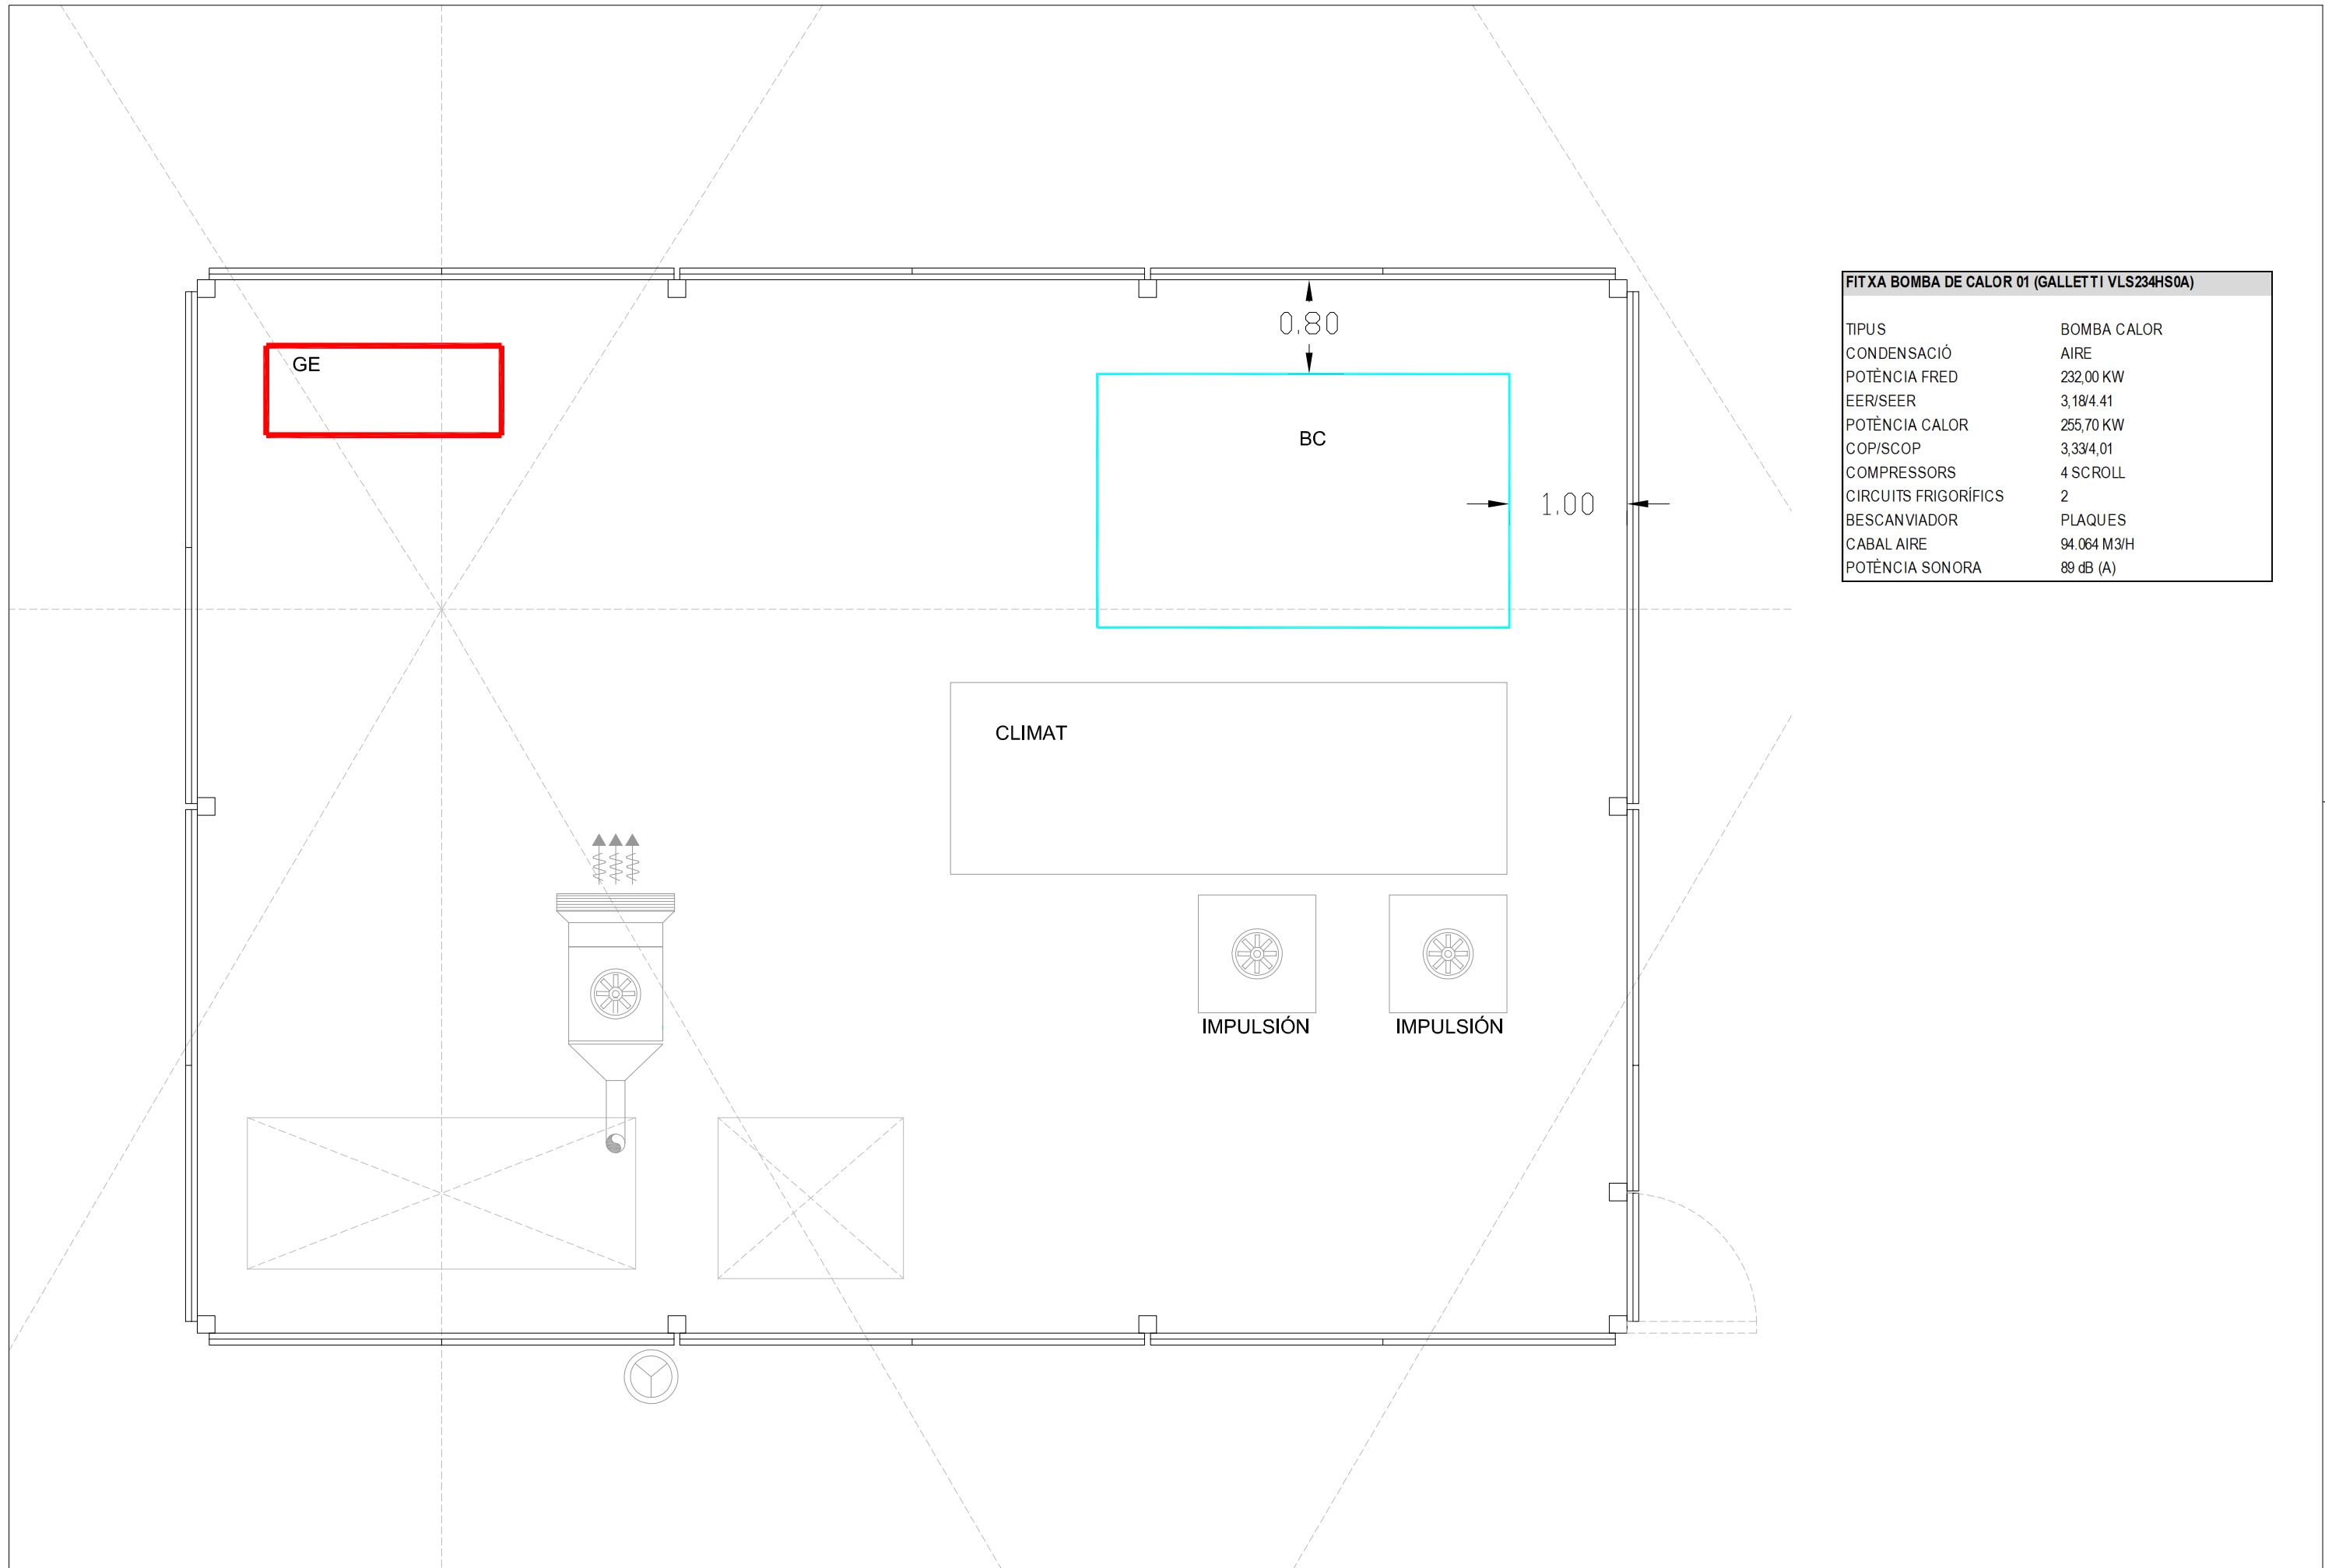 FITXA BOMBA DE CALOR 01 (GALLETTI VLS234HS0A)
TIPUS BOMBA CALOR
CONDENSACIÓ AIRE
POTÈNCIA FRED 232,00 KW
EER/SEER 3,18/4.41
POTÈNCIA CALOR 255,70 KW
COP/SCOP 3,33/4,01
COMPRESSORS 4 SCROLL
CIRCUITS FRIGORÍFICS 2
BESCANVIADOR PLAQUES
CABAL AIRE 94.064 M3/H
POTÈNCIA SONORA 89 dB (A)
0,80
GE
BC
1,00
CLIMAT
IMPULSIÓN
IMPULSIÓN